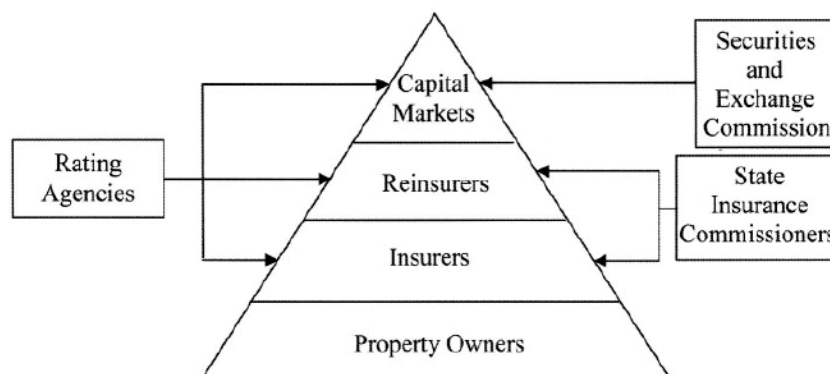 Securities
and
Exchange
Commission
Capital
Markets
Rating
Agencies
Reinsurers
State
Insurance
Commissioners
Insurers
Property Owners